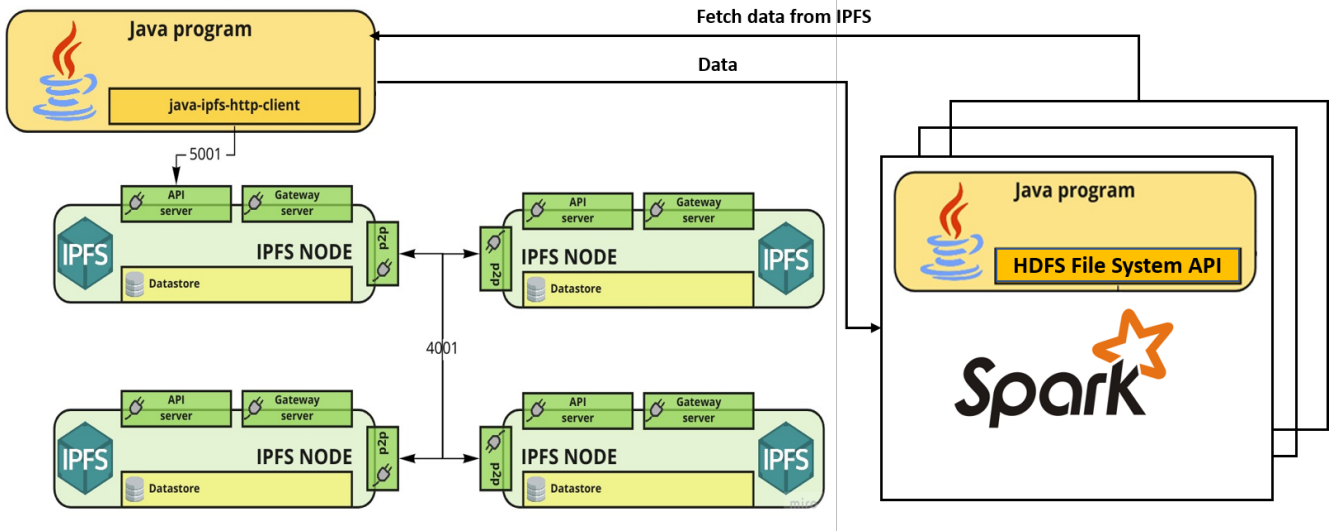 Fetch data from IPFS
Java program
Data
java-ipfs-http-client
5001
API
server
Gateway
server
IPFS
IPFS NODE
p2p
Datastore
API
server
Gateway
server
p2p
IPFS NODE
IPFS
Datastore
4001
API
server
Gateway
server
IPFS
IPFS NODE
p2p
Datastore
API
server
Gateway
server
p2p
IPFS NODE
IPFS
Datastore
miro
Java program
HDFS File System API
Spark